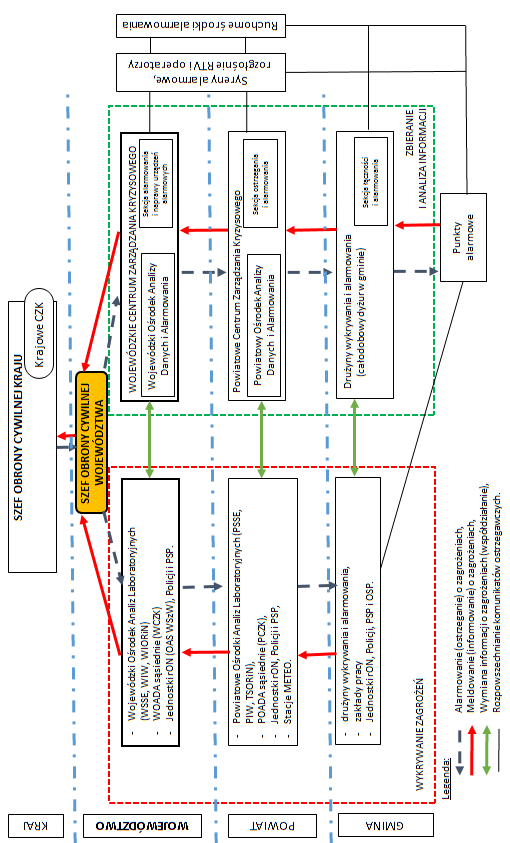 SZEF OBRONY CYWILNEJ KRAJU
Krajowe CZK
SZEF OBRONY CYWILNEJ
WOJEWÓDZTWA
KRAJ
WOJEWÓDZTWO
POWIAT
GMINA
- Wojewódzki Ośrodek Analiz Laboratoryjnych
(WSSE, WIW, WIORiN)
- WOADA sąsiednie (WCZK)
- Jednostki rON (OAS WSzW), Policji i PSP.
- Powiatowe Ośrodki Analiz Laboratoryjnych (PSSE,
PIW, TSORiN),
- POADA sąsiednie (PCZK),
- Jednostki rON, Policji i PSP,
- Stacje METEO.
- drużyny wykrywania i alarmowania,
- zakłady pracy
- Jednostki rON, Policji, PSP i OSP.
WYKRYWANIE ZAGROŻEŃ
WOJEWÓDZKIE CENTRUM ZARZĄDZANIA KRYZYSOWEGO
Wojewódzki Ośrodek Analizy
Danych i Alarmowania
Sekcja alarmowania
i naprawy urządzeń
alarmowych
Powiatowe Centrum Zarządzania Kryzysowego
Powiatowy Ośrodek Analizy
Danych i Alarmowania
Sekcja ostrzegania
i alarmowania
Drużyny wykrywania i alarmowania
(całodobowy dyżur w gminie)
Sekcja łączności
i alarmowania
ZBIERANIE
I ANALIZA INFORMACJI
Syreny alarmowe,
rozgłośnie RTV i operatorzy
Ruchome środki alarmowania
Punkty
alarmowe
Legenda:
Alarmowanie (ostrzeganie) o zagrożeniach,
Meldowanie (informowanie) o zagrożeniach,
Wymiana informacji o zagrożeniach (współdziałanie),
Rozpowszechnianie komunikatów ostrzegawczych.